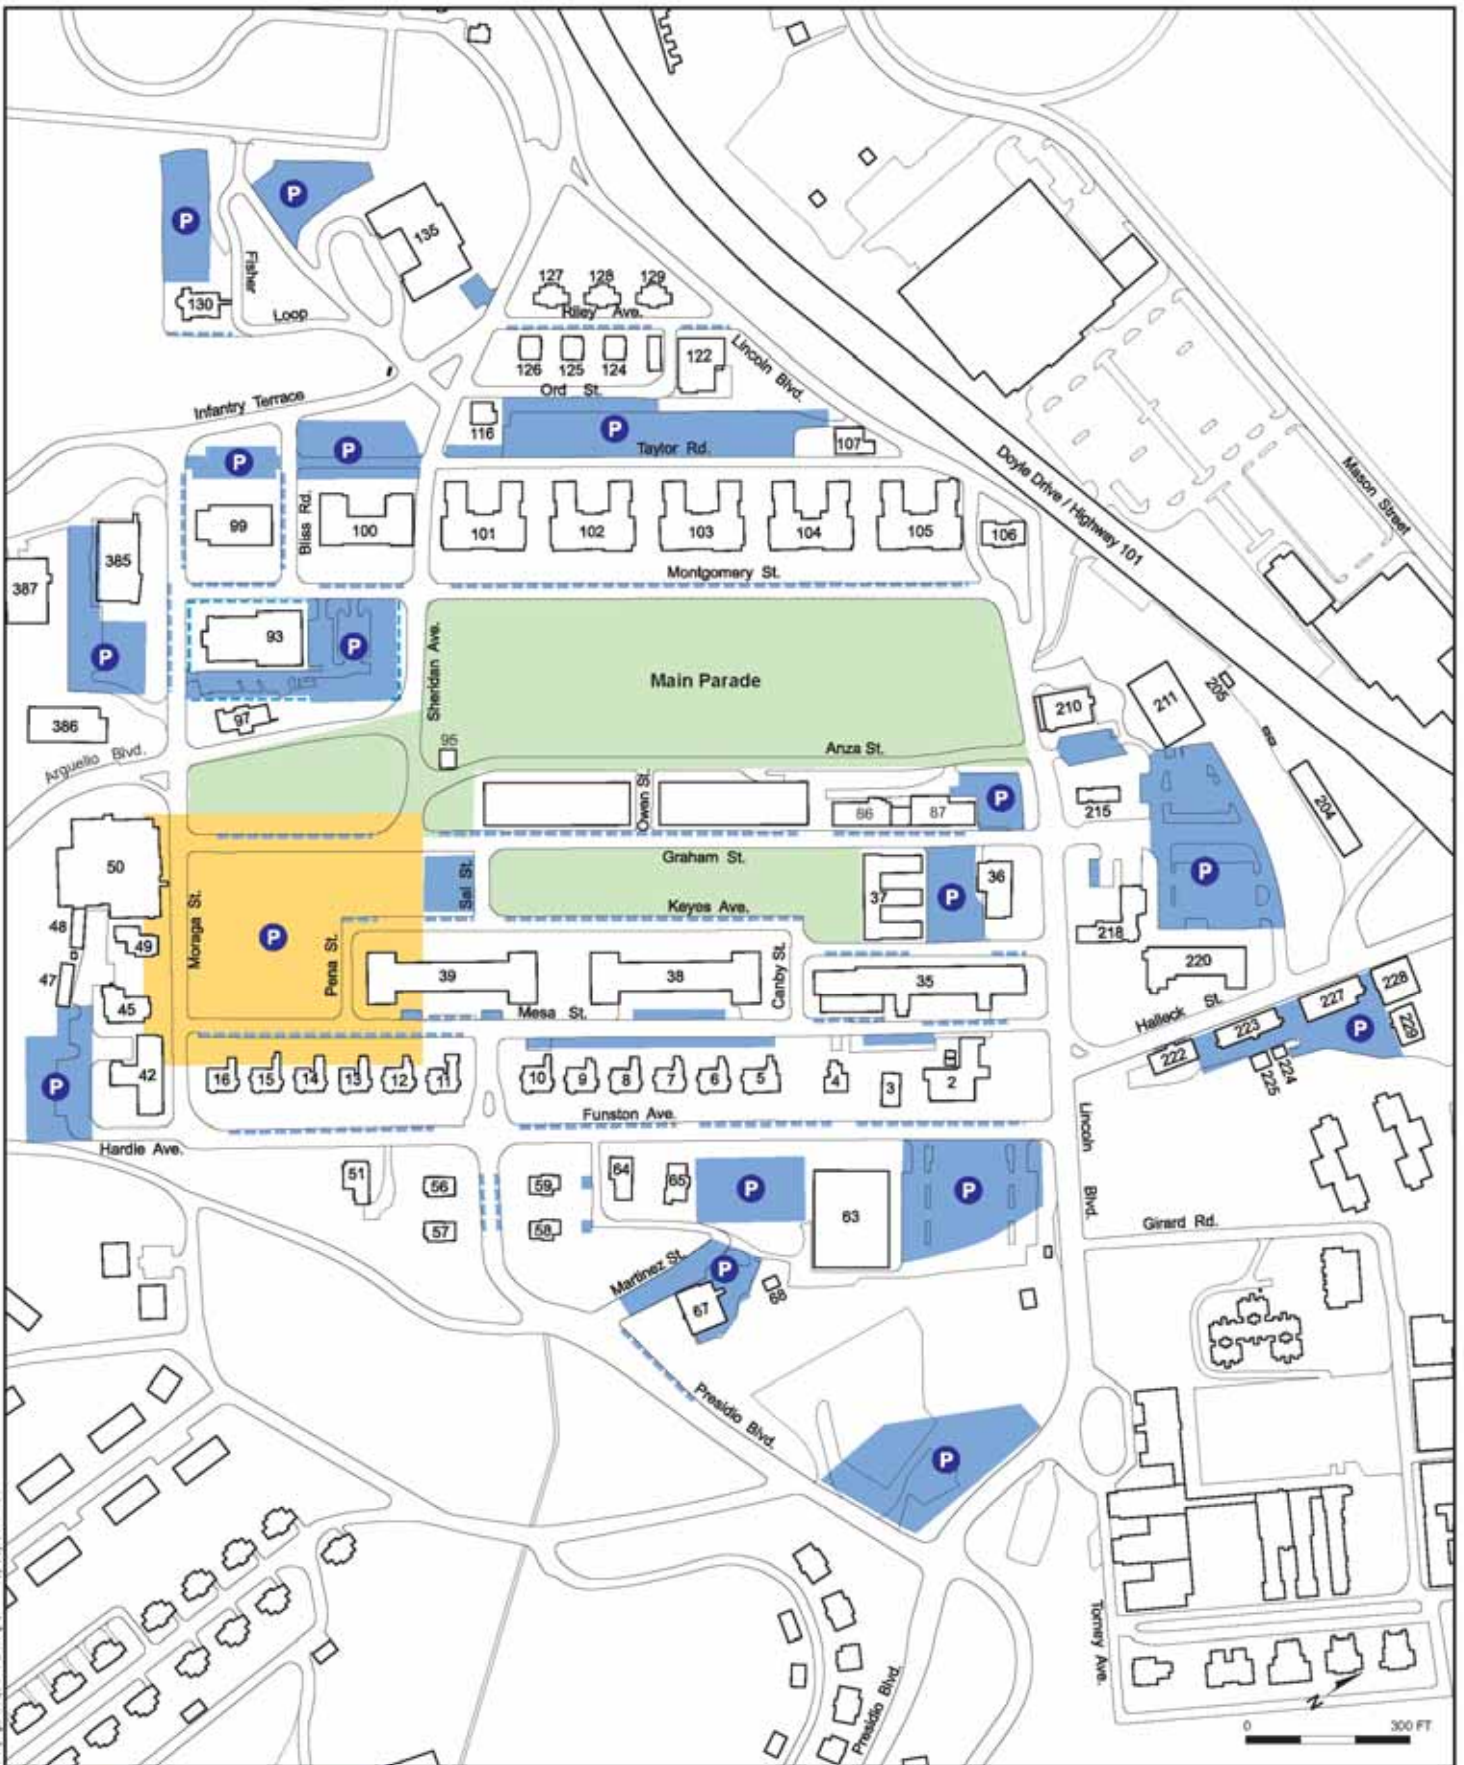 P
P
135
Fisher
130
Loop
127 128 129
Riley Ave.
126 125 124
122
Lincoln Blvd.
Ord St.
Infantry Terrace
116
P
Taylor Rd.
107
P
P
Doyle Drive / Highway 101
Mason Street
99
Bliss Rd.
100
101
102
103
104
105
106
385
387
Montgomery St.
93
P
P
Sheridan Ave.
Main Parade
386
97
95
Anza St.
210
211
205
Arguello Blvd.
Owen St.
86
87
P
215
204
50
Graham St.
Sal St.
Keyes Ave.
37
P
36
P
48
49
Moraga St.
P
Pena St.
47
45
39
38
Canby St.
35
Mesa St.
218
220
Halleck St.
228
227
P
229
223
222
224
225
42
P
16 15 14 13 12 11
10 9 8 7 6 5
4
3
2
Funston Ave.
Hardie Ave.
Lincoln Blvd.
51
56
57
59
58
64
65
P
63
P
Girard Rd.
Martinez St.
P
67
68
Presidio Blvd.
P
Torney Ave.
Presidio Blvd.
N
0 300 FT